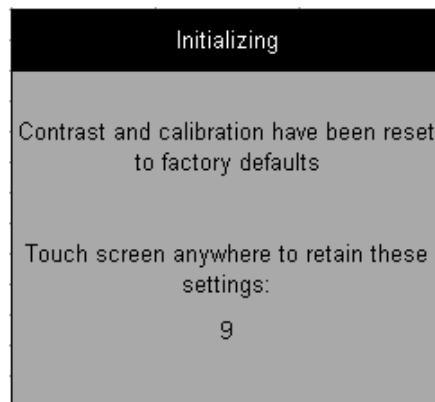 Initializing
Contrast and calibration have been reset
to factory defaults
Touch screen anywhere to retain these
settings:
9